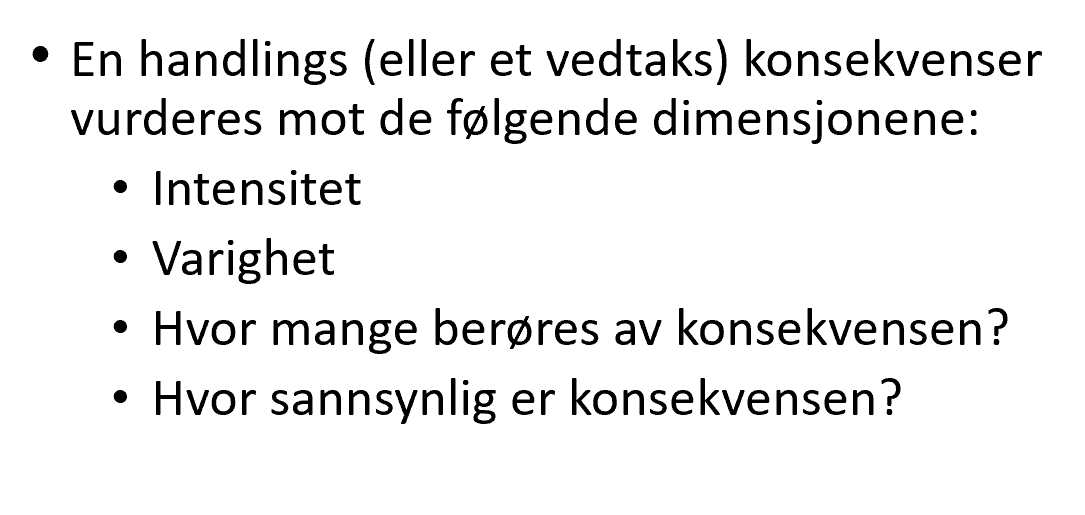 • En handlings (eller et vedtaks) konsekvenser
vurderes mot de følgende dimensjonene:
• Intensitet
• Varighet
• Hvor mange berøres av konsekvensen?
• Hvor sannsynlig er konsekvensen?